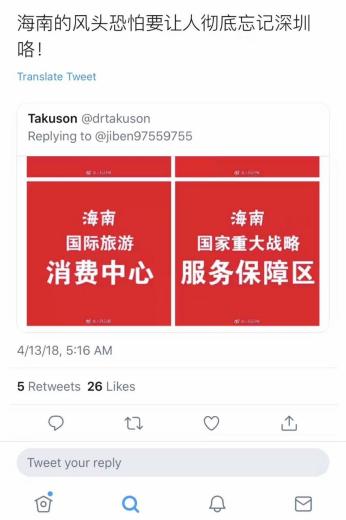 海南的风头恐怕要让人彻底忘记深圳
咯！
Translate Tweet
Takuson @drtakuson
Replying to @jiben97559755
海南
国际旅游
消费中心
海南
国家重大战略
服务保障区
4/13/18, 5:16 AM
5 Retweets 26 Likes
Tweet your reply